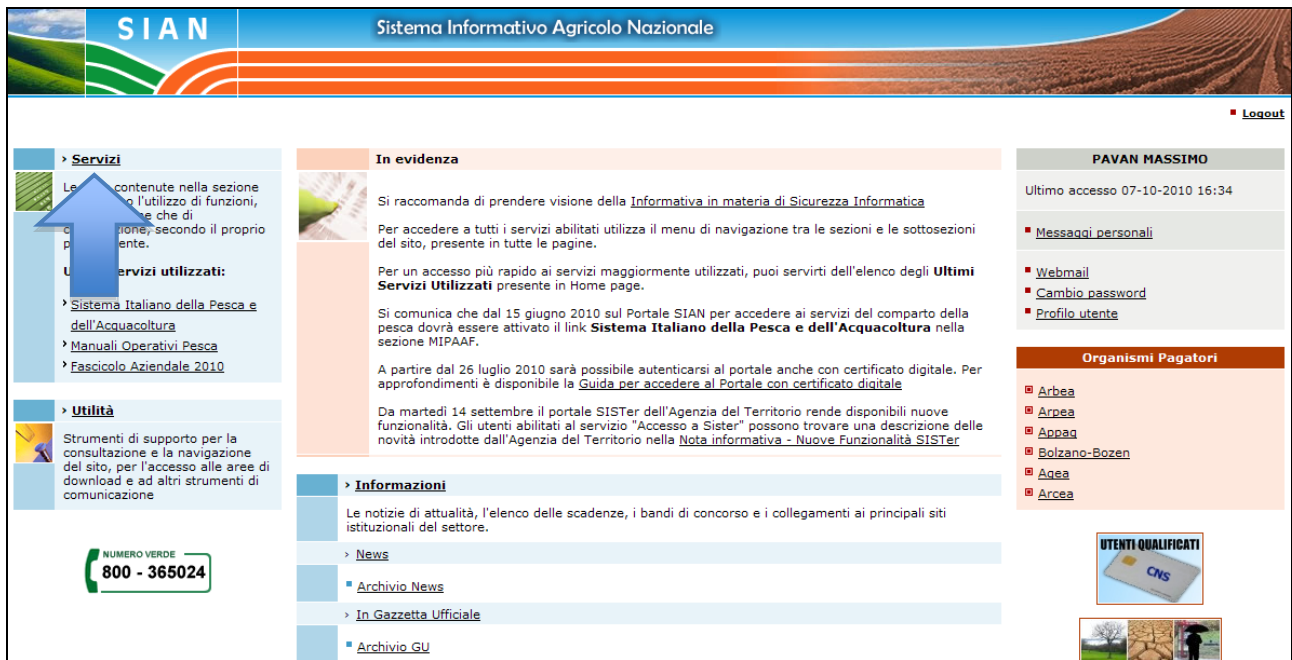 SIAN
Sistema Informativo Agricolo Nazionale
Logout
› Servizi
Le contenute nella sezione
l'utilizzo di funzioni,
che di
secondo il proprio
Sistema Italiano della Pesca e
dell'Acquacoltura
Manuali Operativi Pesca
Fascicolo Aziendale 2010
› Utilità
Strumenti di supporto per la
consultazione e la navigazione
del sito, per l'accesso alle aree di
download e ad altri strumenti di
comunicazione
NUMERO VERDE
800 - 365024
In evidenza
Si raccomanda di prendere visione della Informativa in materia di Sicurezza Informatica
Per accedere a tutti i servizi abilitati utilizza il menu di navigazione tra le sezioni e le sottosezioni
del sito, presente in tutte le pagine.
Per un accesso più rapido ai servizi maggiormente utilizzati, puoi servirti dell'elenco degli Ultimi
Servizi Utilizzati presente in Home page.
Si comunica che dal 15 giugno 2010 sul Portale SIAN per accedere ai servizi del comparto della
pesca dovrà essere attivato il link Sistema Italiano della Pesca e dell'Acquacoltura nella
sezione MIPAAF.
A partire dal 26 luglio 2010 sarà possibile autenticarsi al portale anche con certificato digitale. Per
approfondimenti è disponibile la Guida per accedere al Portale con certificato digitale
Da martedì 14 settembre il portale SISTer dell'Agenzia del Territorio rende disponibili nuove
funzionalità. Gli utenti abilitati al servizio "Accesso a Sister" possono trovare una descrizione delle
novità introdotte dall'Agenzia del Territorio nella Nota informativa - Nuove Funzionalità SISTer
› Informazioni
Le notizie di attualità, l'elenco delle scadenze, i bandi di concorso e i collegamenti ai principali siti
istituzionali del settore.
› News
Archivio News
› In Gazzetta Ufficiale
Archivio GU
PAVAN MASSIMO
Ultimo accesso 07-10-2010 16:34
Messaggi personali
Webmail
Cambio password
Profilo utente
Organismi Pagatori
Arbea
Arpea
Appag
Bolzano-Bozen
Agea
Arcea
UTENTI QUALIFICATI
CNS